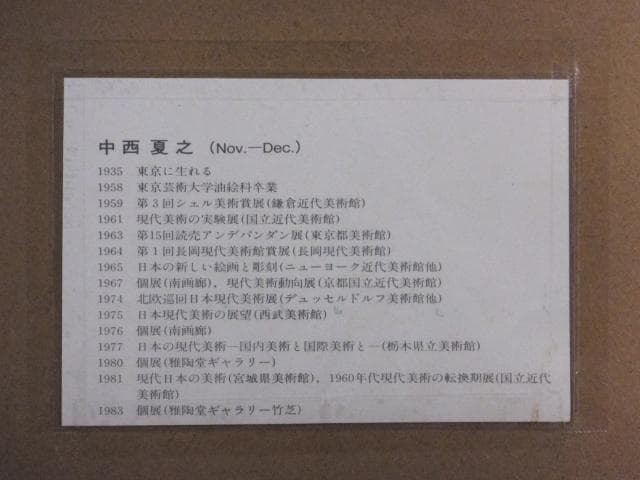 中西夏之 (Nov.—Dec.)
1935 東京に生れる
1958 東京芸術大学油絵科卒業
1959 第3回シェル美術賞展(鎌倉近代美術館)
1961 現代美術の実験展(国立近代美術館)
1963 第15回読売アンデパンダン展(東京都美術館)
1964 第1回長岡現代美術館賞展(長岡現代美術館)
1965 日本の新しい絵画と彫刻(ニューヨーク近代美術館他)
1967 個展(南画廊)，現代美術動向展(京都国立近代美術館)
1974 北欧巡回日本現代美術展(デュッセルドルフ美術館他)
1975 日本現代美術の展望(西武美術館)
1976 個展(南画廊)
1977 日本の現代美術－国内美術と国際美術と－(栃木県立美術館)
1980 個展(雅陶堂ギャラリー)
1981 現代日本の美術(宮城県美術館)，1960年代現代美術の転換期展(国立近代
美術館)
1983 個展(雅陶堂ギャラリー竹芝)